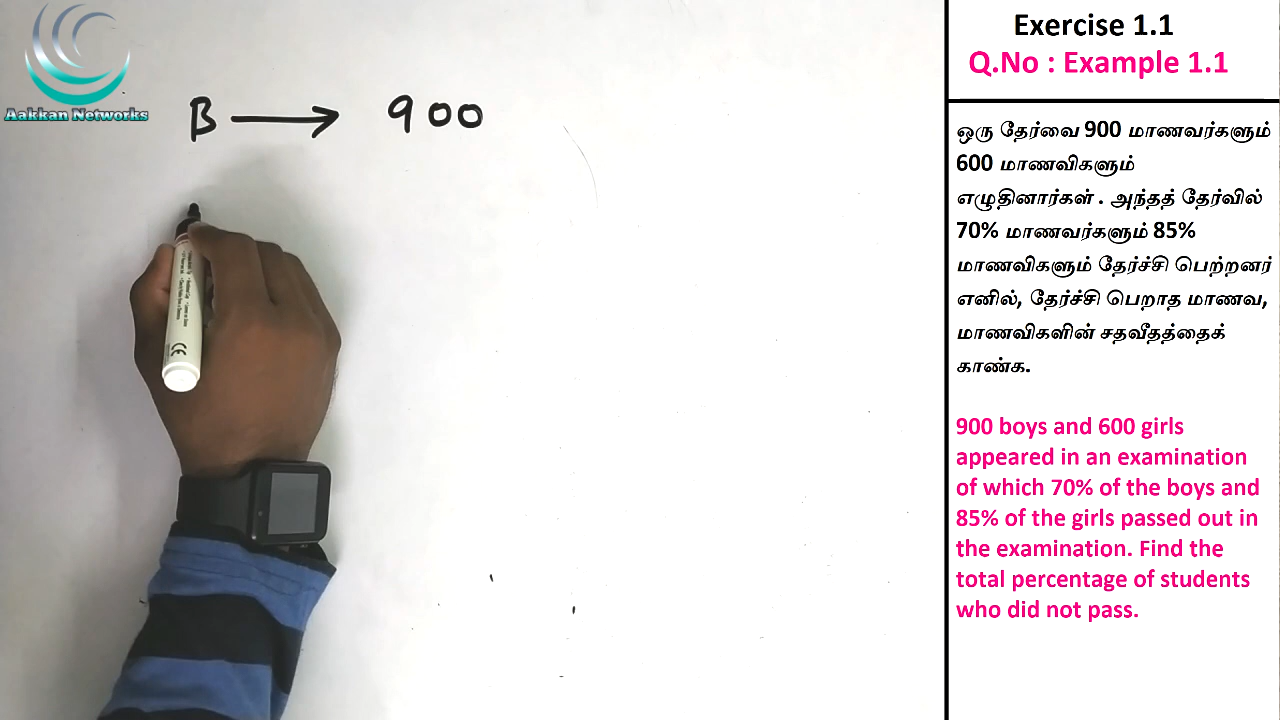 Aakkan Networks
B → 900
Exercise 1.1
Q.No : Example 1.1
ஒரு தேர்வை 900 மாணவர்களும்
600 மாணவிகளும்
எழுதினார்கள் . அந்தத் தேர்வில்
70% மாணவர்களும் 85%
மாணவிகளும் தேர்ச்சி பெற்றனர்
எனில், தேர்ச்சி பெறாத மாணவ,
மாணவிகளின் சதவீதத்தைக்
காண்க.
900 boys and 600 girls
appeared in an examination
of which 70% of the boys and
85% of the girls passed out in
the examination. Find the
total percentage of students
who did not pass.